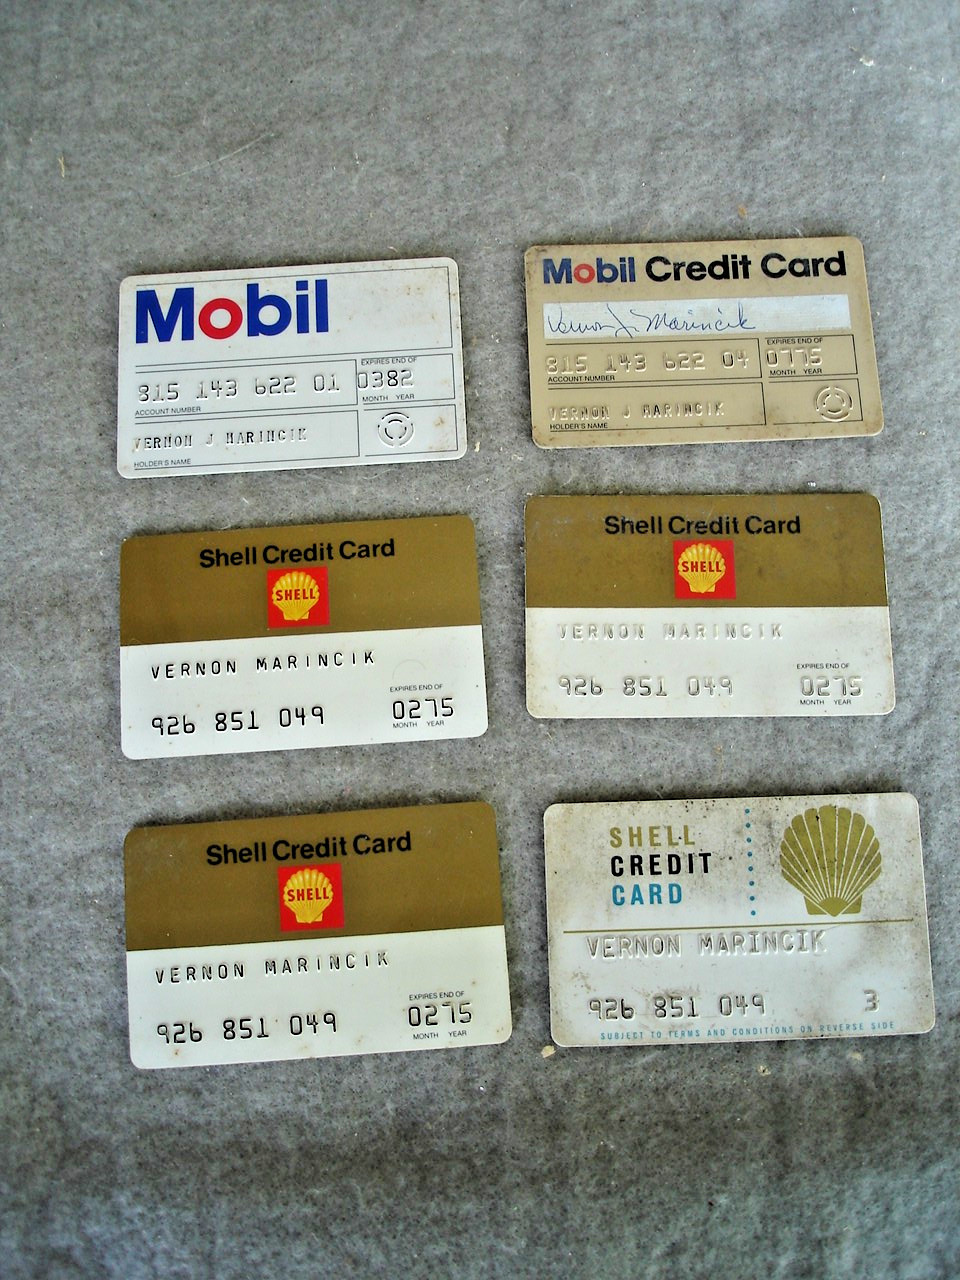 Mobil
EXPIRES END OF
815 143 622 01 0382
ACCOUNT NUMBER
MONTH YEAR
VERNON J MARINCIK
HOLDER'S NAME
Mobil Credit Card
Vernon J. Marincik
EXPIRES END OF
815 143 622 04 0775
ACCOUNT NUMBER
MONTH YEAR
VERNON J MARINCIK
HOLDER'S NAME
Shell Credit Card
SHELL
VERNON MARINCIK
EXPIRES END OF
926 851 049 0275
MONTH YEAR
Shell Credit Card
SHELL
VERNON MARINCIK
EXPIRES END OF
926 851 049 0275
MONTH YEAR
Shell Credit Card
SHELL
VERNON MARINCIK
EXPIRES END OF
926 851 049 0275
MONTH YEAR
SHELL
CREDIT
CARD
VERNON MARINCIK
926 851 049 3
SUBJECT TO TERMS AND CONDITIONS ON REVERSE SIDE